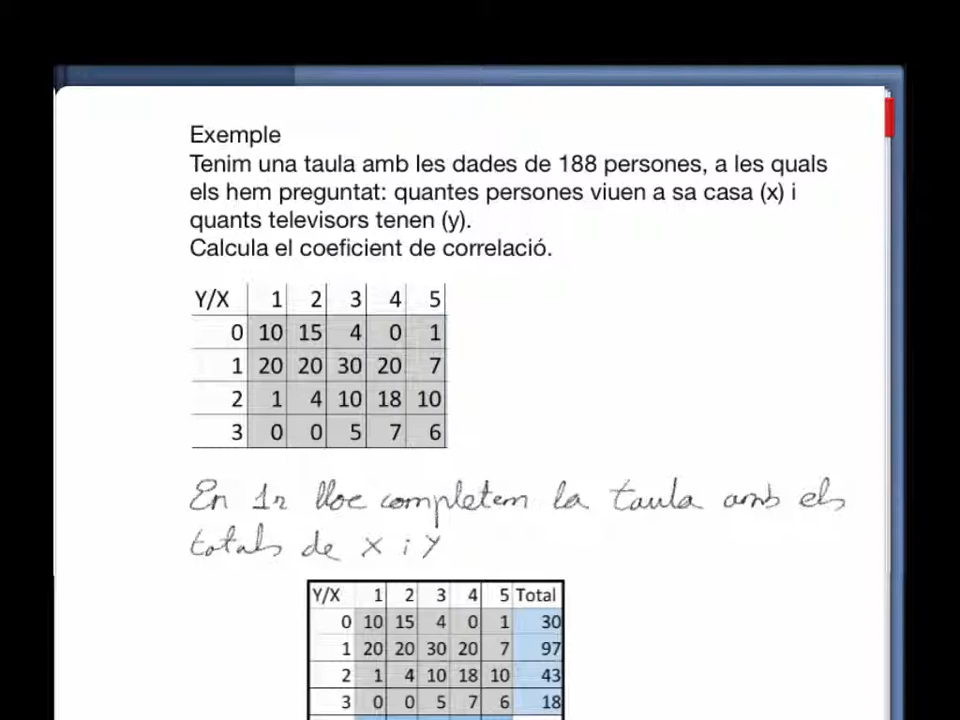 Exemple
Tenim una taula amb les dades de 188 persones, a les quals
els hem preguntat: quantes persones viuen a sa casa (x) i
quants televisors tenen (y).
Calcula el coeficient de correlació.
Y/X 1 2 3 4 5
0 10 15 4 0 1
1 20 20 30 20 7
2 1 4 10 18 10
3 0 0 5 7 6
En 1r lloc completem la taula amb els
totals de X i Y
Y/X 1 2 3 4 5 Total
0 10 15 4 0 1 30
1 20 20 30 20 7 97
2 1 4 10 18 10 43
3 0 0 5 7 6 18